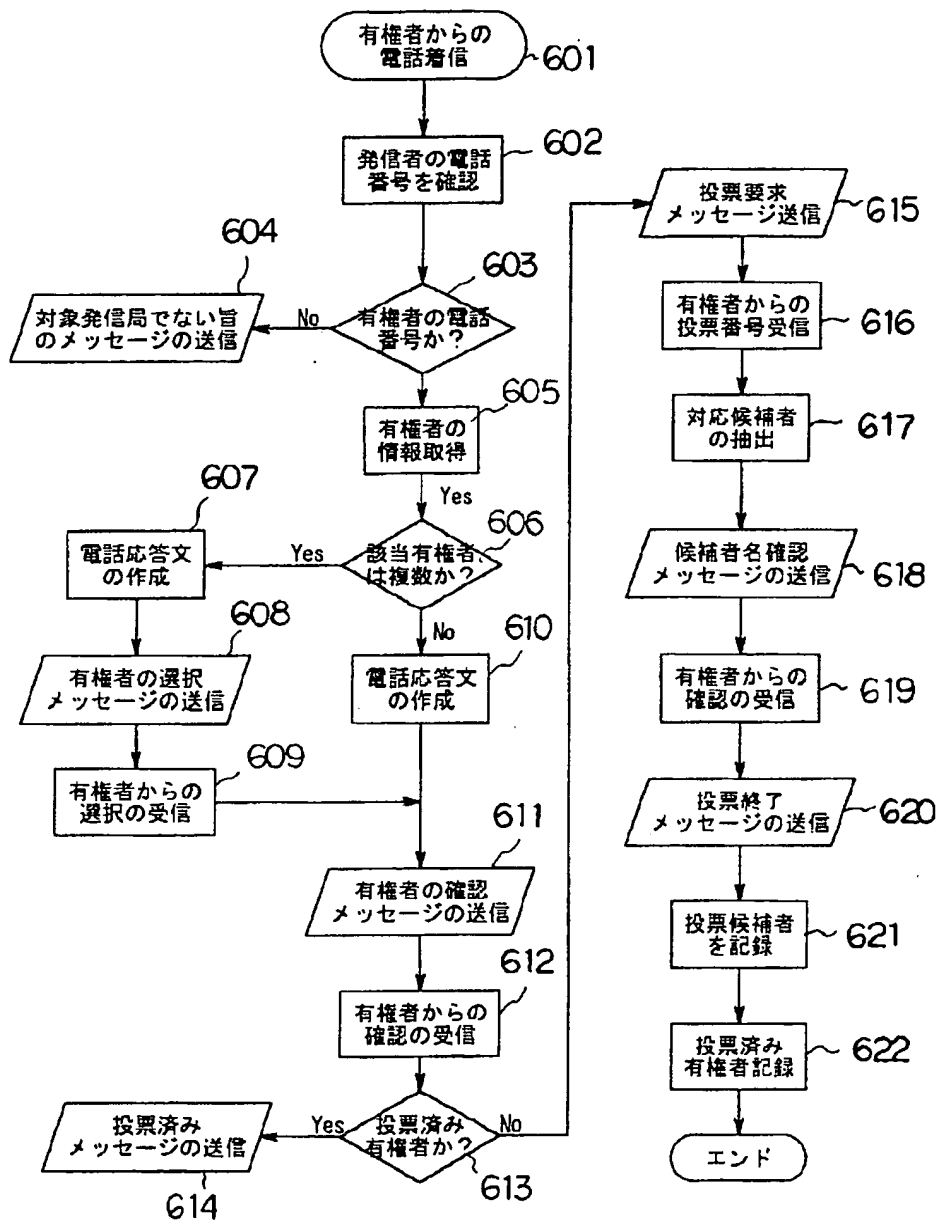 有権者からの
電話着信
601
発信者の電話
番号を確認
602
有権者の電話
番号か?
603
No
604
対象発信局でない旨
のメッセージの送信
605
有権者の
情報取得
Yes
606
該当有権者
は複数か?
Yes
607
電話応答文
の作成
608
有権者の選択
メッセージの送信
609
有権者からの
選択の受信
No
610
電話応答文
の作成
611
有権者の確認
メッセージの送信
612
有権者からの
確認の受信
投票済み
有権者か?
613
Yes
投票済み
メッセージの送信
614
No
投票要求
メッセージ送信
615
有権者からの
投票番号受信
616
対応候補者
の抽出
617
候補者名確認
メッセージの送信
618
有権者からの
確認の受信
619
投票終了
メッセージの送信
620
投票候補者
を記録
621
投票済み
有権者記録
622
エンド